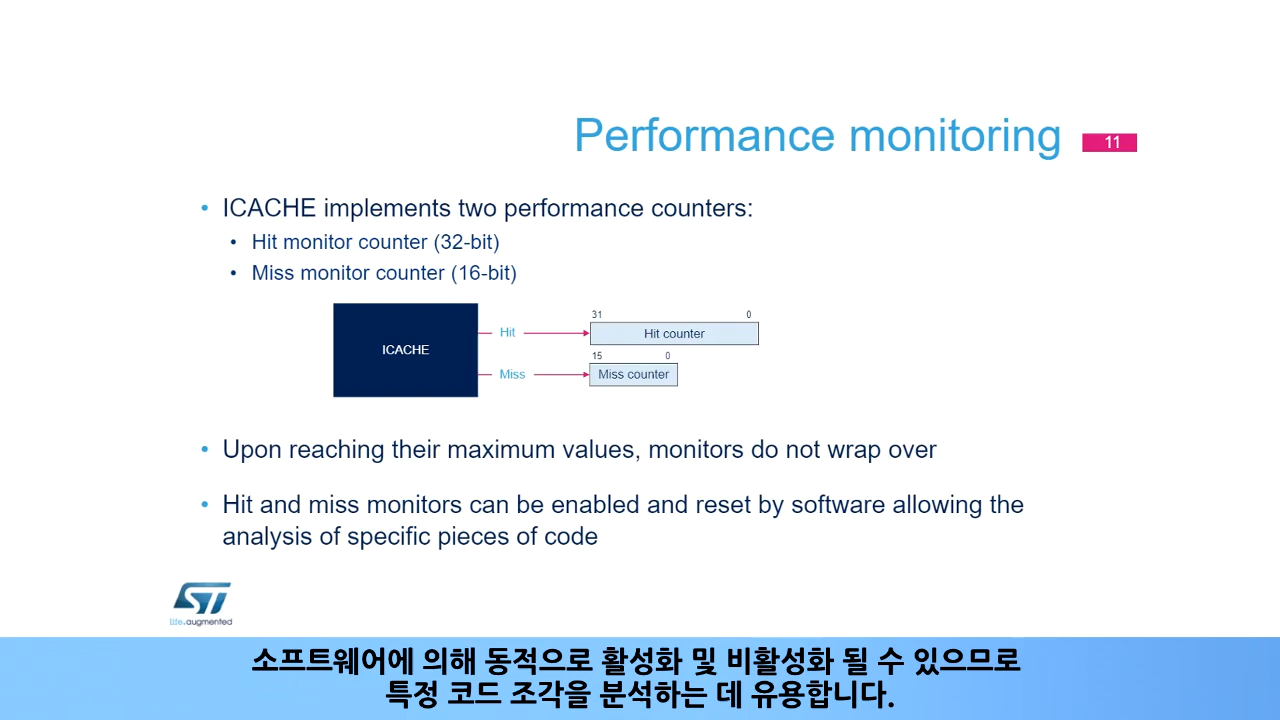 Performance monitoring
11
• ICACHE implements two performance counters:
• Hit monitor counter (32-bit)
• Miss monitor counter (16-bit)
ICACHE
Hit
31 0
Hit counter
Miss
15 0
Miss counter
• Upon reaching their maximum values, monitors do not wrap over
• Hit and miss monitors can be enabled and reset by software allowing the
analysis of specific pieces of code
ST
life.augmented
소프트웨어에 의해 동적으로 활성화 및 비활성화 될 수 있으므로
특정 코드 조각을 분석하는 데 유용합니다.